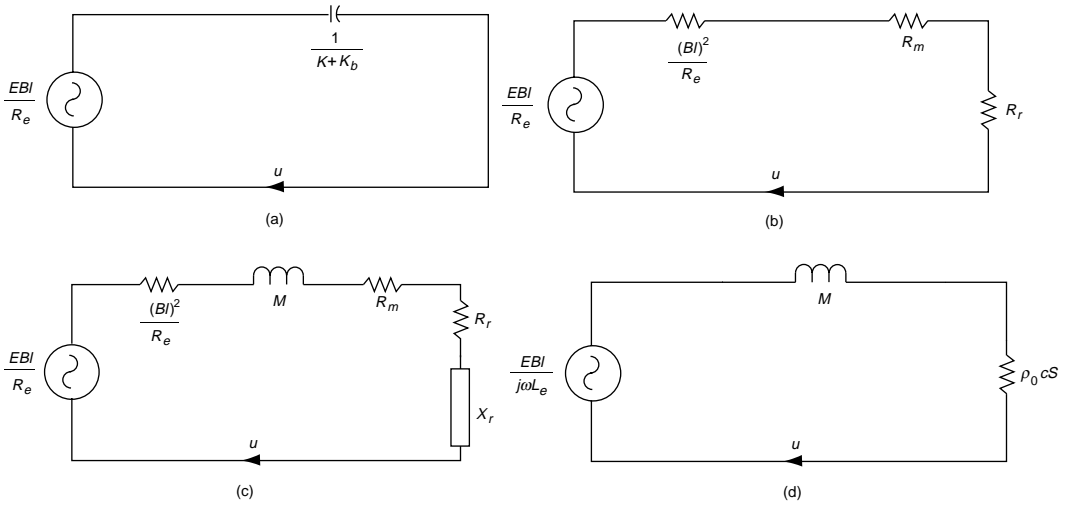 1
K + K_b
EBl
R_e
u
(a)
(Bl)^2
R_e
R_m
EBl
R_e
R_r
u
(b)
(Bl)^2
R_e
M
R_m
R_r
EBl
R_e
X_r
u
(c)
M
EBl
jωL_e
ρ_0 cS
u
(d)